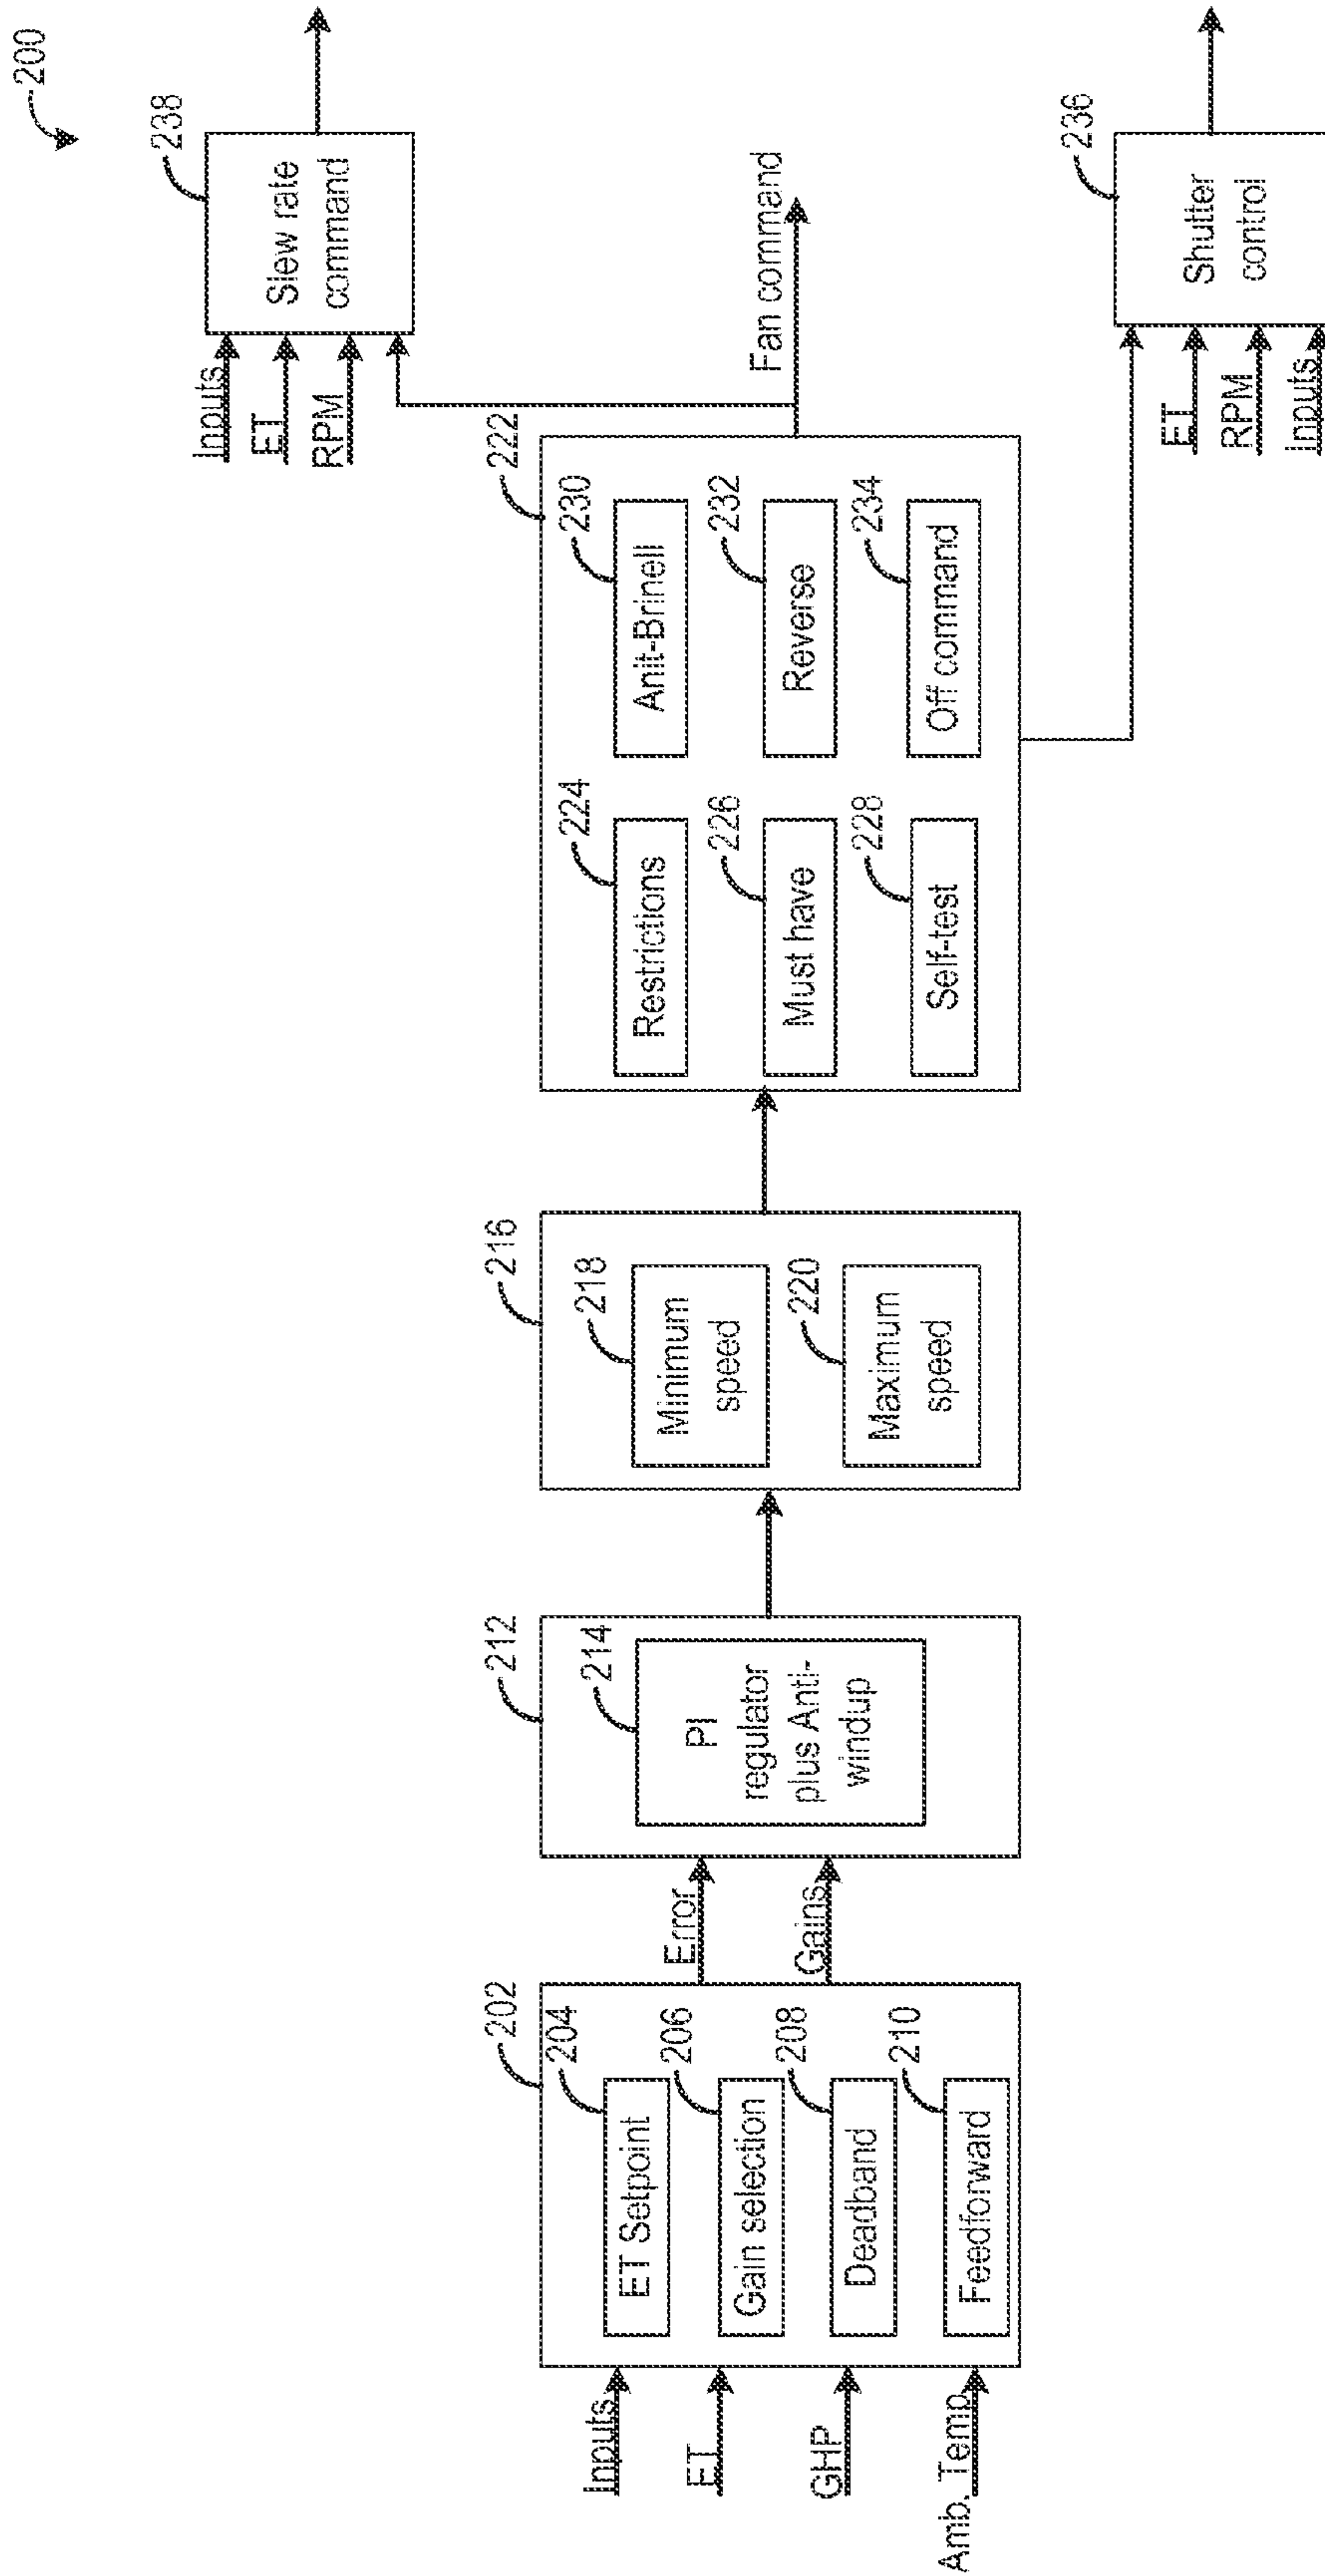 200
238
Slew rate
command
Inputs
ET
RPM
Fan command
236
Shutter
control
ET
RPM
Inputs
222
224
Restrictions
230
Anit-Brinell
226
Must have
232
Reverse
228
Self-test
234
Off command
216
218
Minimum
speed
220
Maximum
speed
212
214
PI
regulator
plus Anti-
windup
Error
Gains
202
204
ET Setpoint
206
Gain selection
208
Deadband
210
Feedforward
Inputs
ET
GHP
Amb. Temp